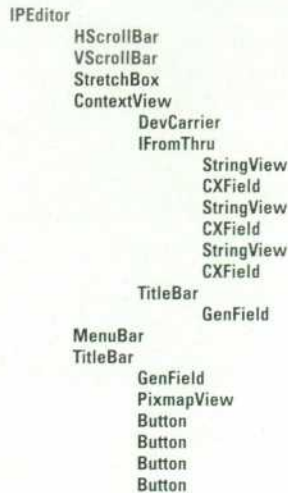 IPEditor
HScrollBar
VScrollBar
StretchBox
ContextView
DevCarrier
IFromThru
StringView
CXField
StringView
CXField
StringView
CXField
TitleBar
GenField
MenuBar
TitleBar
GenField
PixmapView
Button
Button
Button
Button